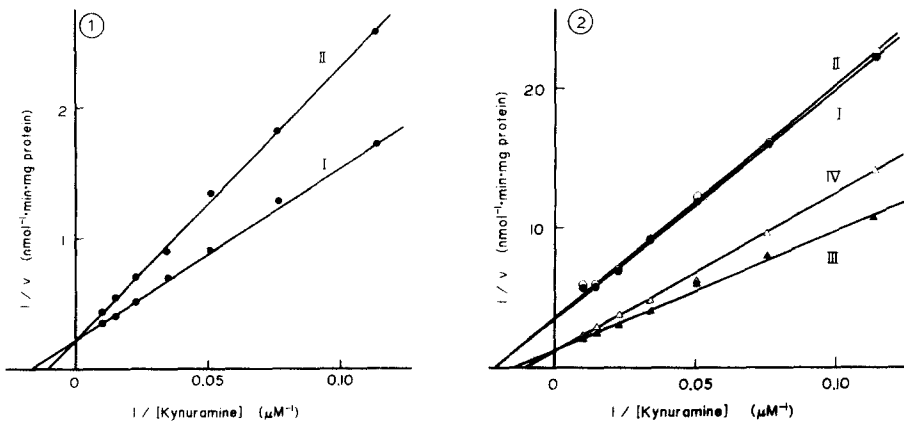 1
II
I
2
1
1 / v (nmol⁻¹·min·mg protein)
0 0.05 0.10
1 / [Kynuramine] (μM⁻¹)
2
II
I
IV
III
20
10
1 / v (nmol⁻¹·min·mg protein)
0 0.05 0.10
1 / [Kynuramine] (μM⁻¹)